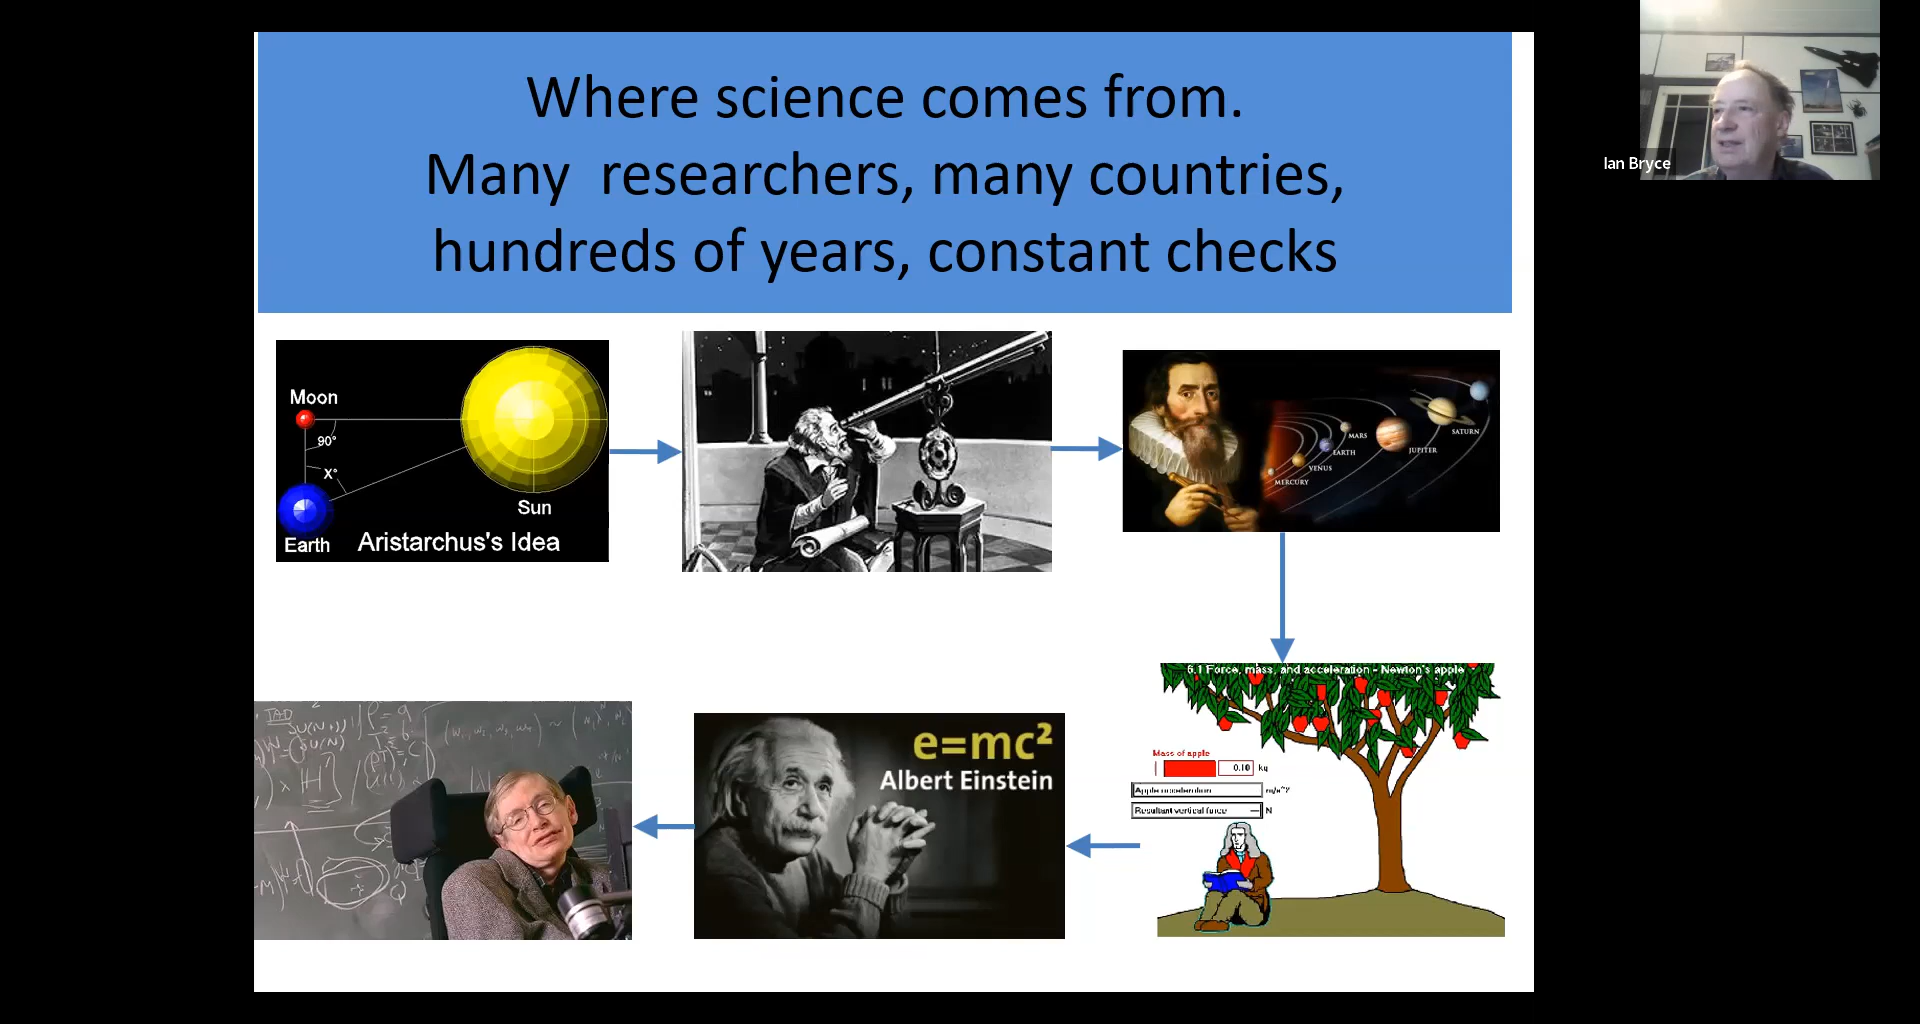 Where science comes from.
Many researchers, many countries,
hundreds of years, constant checks
Ian Bryce
Moon
90°
X°
Sun
Earth
Aristarchus's Idea
MARS
EARTH
VENUS
MERCURY
JUPITER
SATURN
6.1 Force, mass, and acceleration - Newton's apple
Mass of apple
0.10 kg
Apple acceleration m/s^2
Resultant vertical force N
e=mc²
Albert Einstein